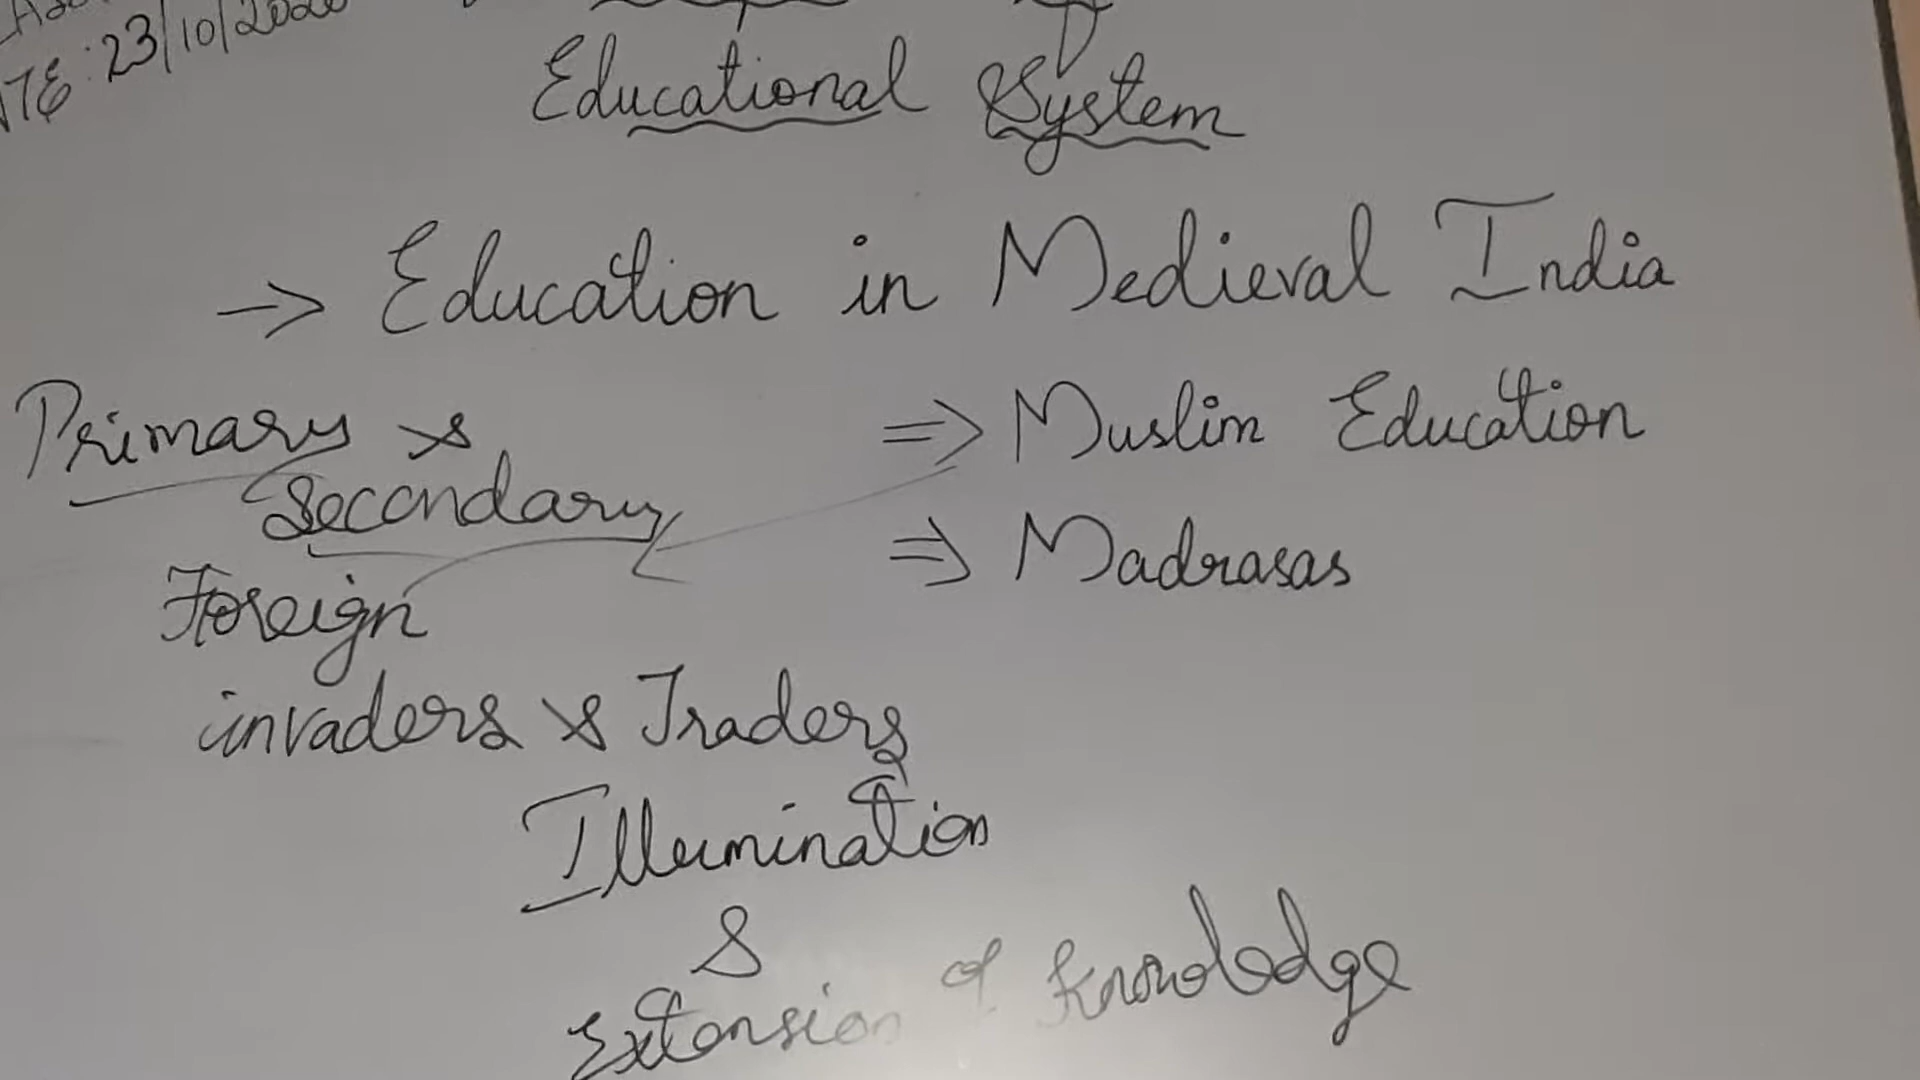 23/10/2020
Educational System
→ Education in Medieval India
Primary &
Secondary
⇒ Muslim Education
⇒ Madrasas
Foreign
invaders & Traders
Illumination
&
Extension of knowledge